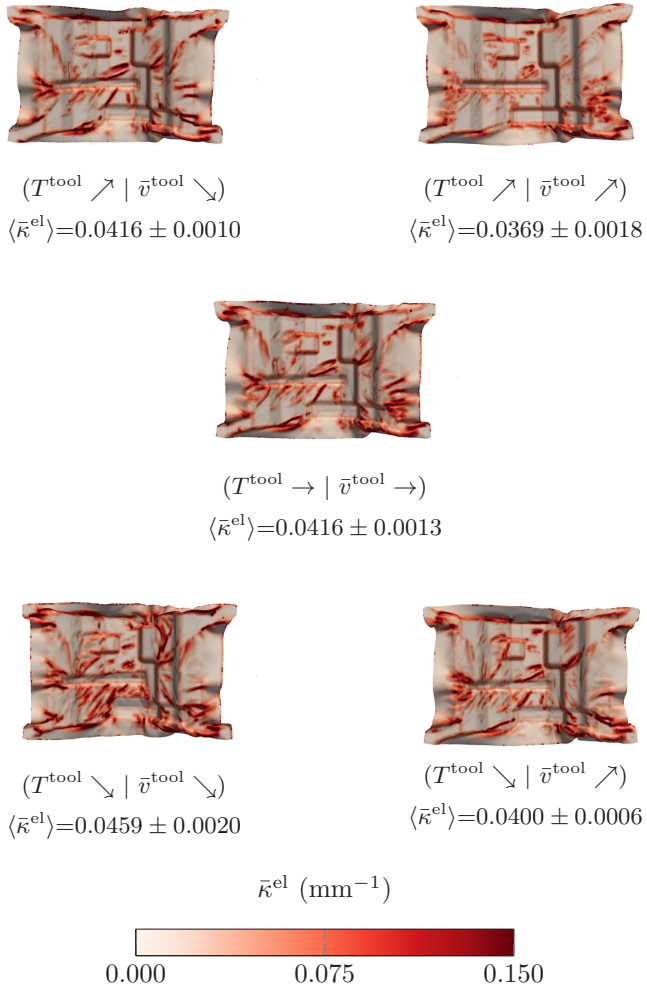 (T^tool ↗ | v̄^tool ↘)
⟨κ̄^el⟩=0.0416 ± 0.0010
(T^tool ↗ | v̄^tool ↗)
⟨κ̄^el⟩=0.0369 ± 0.0018
(T^tool → | v̄^tool →)
⟨κ̄^el⟩=0.0416 ± 0.0013
(T^tool ↘ | v̄^tool ↘)
⟨κ̄^el⟩=0.0459 ± 0.0020
(T^tool ↘ | v̄^tool ↗)
⟨κ̄^el⟩=0.0400 ± 0.0006
κ̄^el (mm⁻¹)
0.000 0.075 0.150